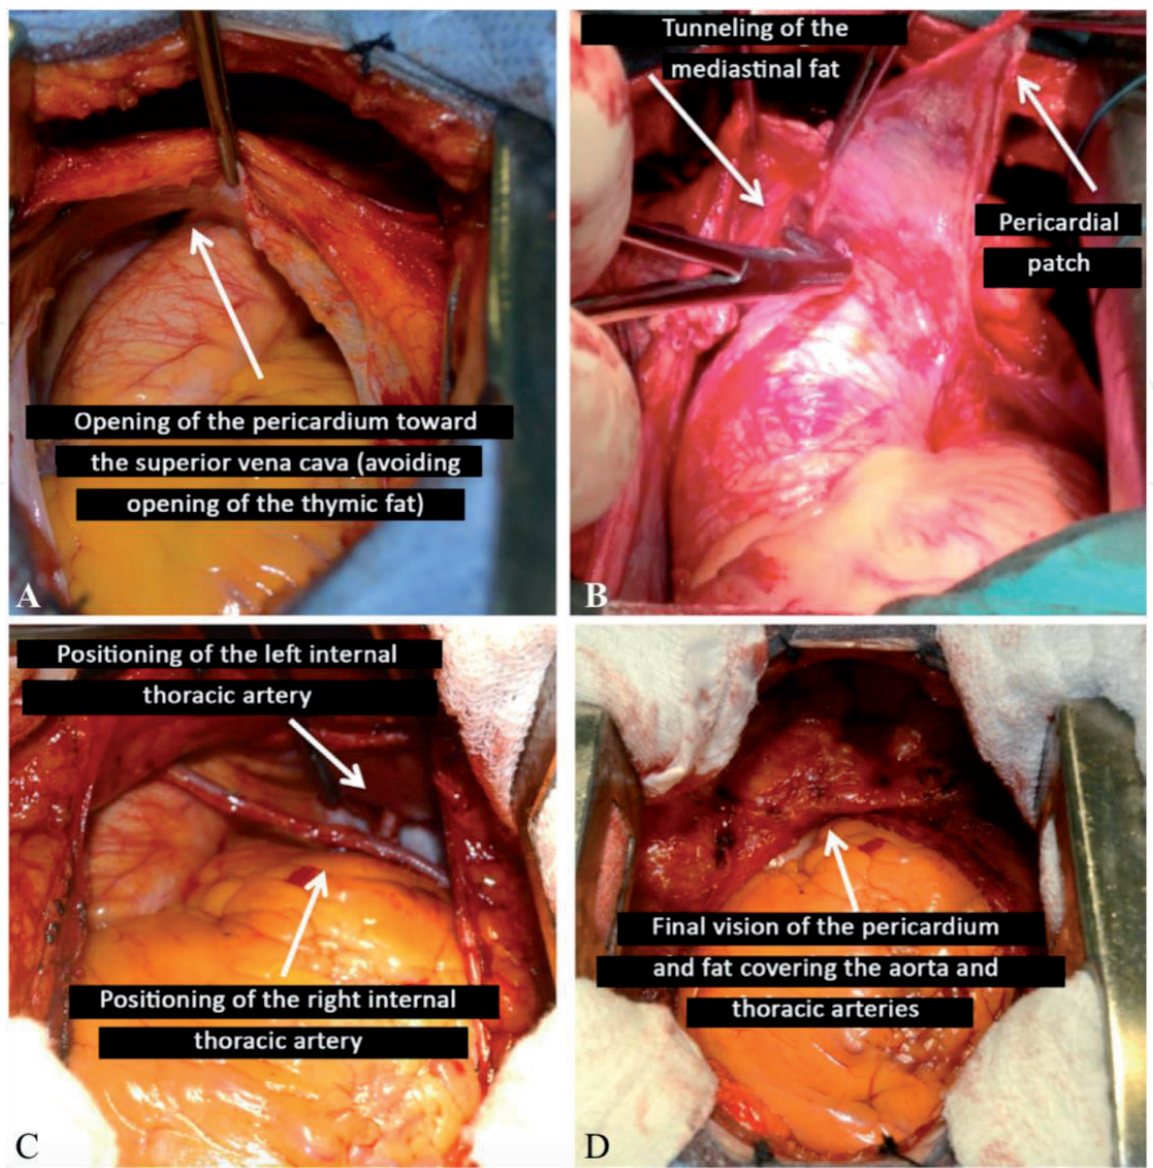 Opening of the pericardium toward
the superior vena cava (avoiding
opening of the thymic fat)
A
Tunneling of the
mediastinal fat
Pericardial
patch
B
Positioning of the left internal
thoracic artery
Positioning of the right internal
thoracic artery
C
Final vision of the pericardium
and fat covering the aorta and
thoracic arteries
D